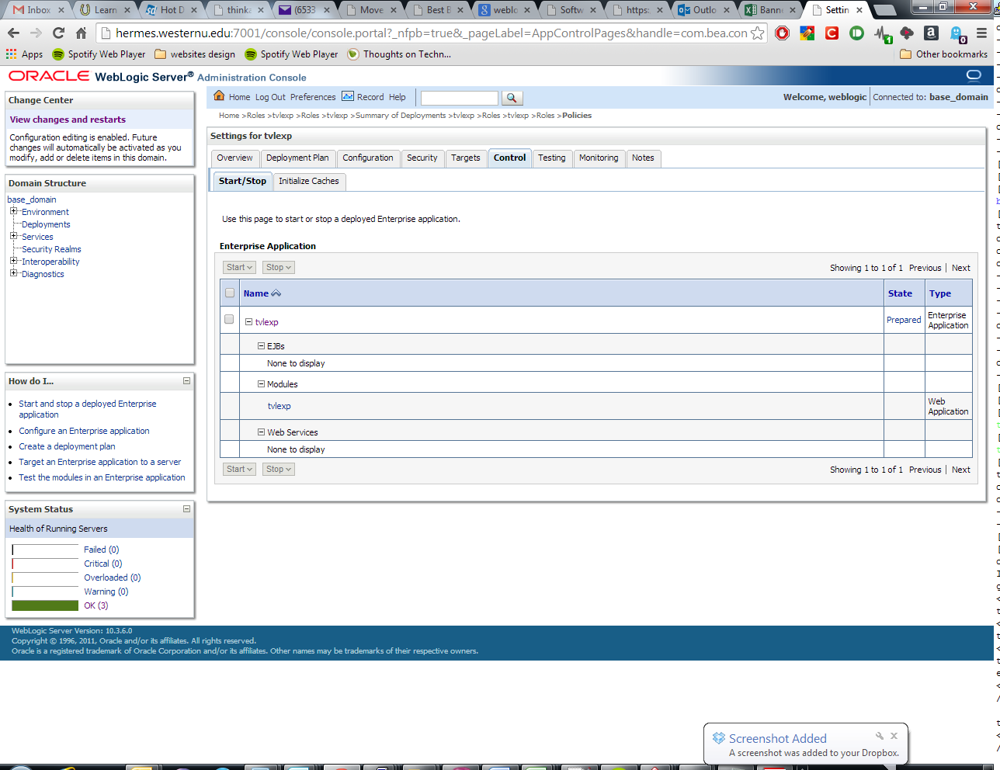 Inbox
Learn
Hot D
thinka
(6533
Move
Best B
weblo
Softw
https:
Outlo
Bann
Settin
hermes.westernu.edu:7001/console/console.portal?_nfpb=true&_pageLabel=AppControlPages&handle=com.bea.con
Apps Spotify Web Player websites design Spotify Web Player Thoughts on Techn... Other bookmarks
ORACLE WebLogic Server® Administration Console
Change Center
View changes and restarts
Configuration editing is enabled. Future
changes will automatically be activated as you
modify, add or delete items in this domain.
Domain Structure
base_domain
Environment
Deployments
Services
Security Realms
Interoperability
Diagnostics
How do I...
Start and stop a deployed Enterprise
application
Configure an Enterprise application
Create a deployment plan
Target an Enterprise application to a server
Test the modules in an Enterprise application
System Status
Health of Running Servers
Failed (0)
Critical (0)
Overloaded (0)
Warning (0)
OK (3)
Home Log Out Preferences Record Help
Welcome, weblogic Connected to: base_domain
Home >Roles >tvlexp >Roles >tvlexp >Summary of Deployments >tvlexp >Roles >tvlexp >Roles >Policies
Settings for tvlexp
Overview Deployment Plan Configuration Security Targets Control Testing Monitoring Notes
Start/Stop Initialize Caches
Use this page to start or stop a deployed Enterprise application.
Enterprise Application
Start Stop Showing 1 to 1 of 1 Previous | Next
Name State Type
tvlexp Prepared Enterprise
Application
EJBs
None to display
Modules
tvlexp Web
Application
Web Services
None to display
Start Stop Showing 1 to 1 of 1 Previous | Next
WebLogic Server Version: 10.3.6.0
Copyright © 1996, 2011, Oracle and/or its affiliates. All rights reserved.
Oracle is a registered trademark of Oracle Corporation and/or its affiliates. Other names may be trademarks of their respective owners.
Screenshot Added
A screenshot was added to your Dropbox.